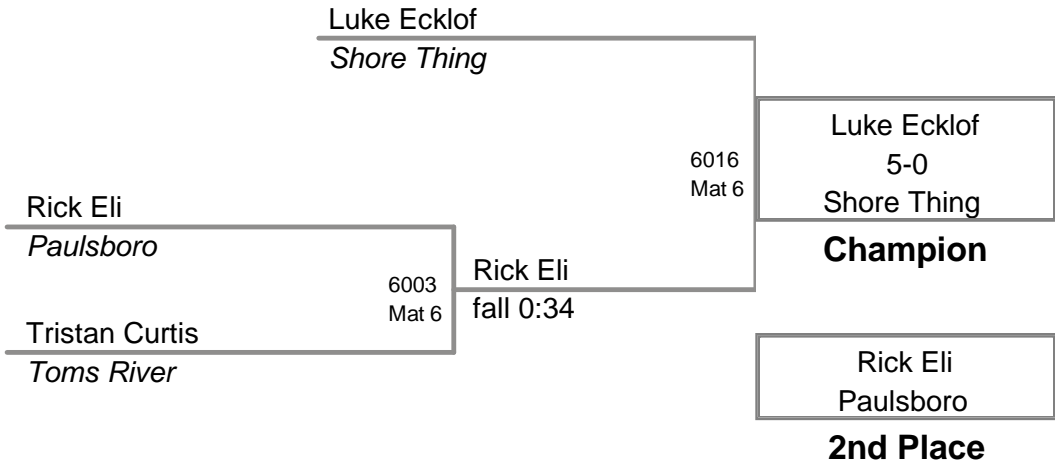 Luke Ecklof
Shore Thing
Luke Ecklof
5-0
Shore Thing
Champion
6016
Mat 6
Rick Eli
Paulsboro
6003
Mat 6
Rick Eli
fall 0:34
Tristan Curtis
Toms River
Rick Eli
Paulsboro
2nd Place